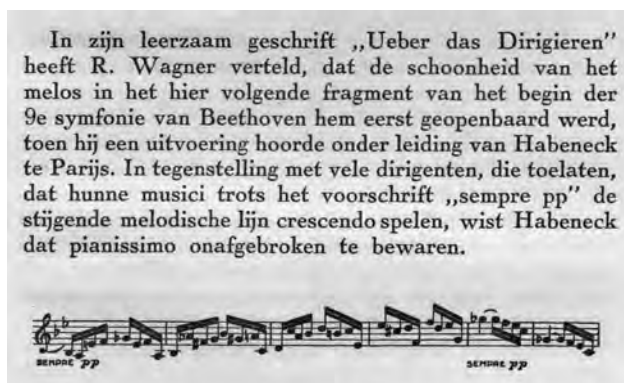 In zijn leerzaam geschrift „Ueber das Dirigieren”
heeft R. Wagner verteld, dat de schoonheid van het
melos in het hier volgende fragment van het begin der
9e symfonie van Beethoven hem eerst geopenbaard werd,
toen hij een uitvoering hoorde onder leiding van Habeneck
te Parijs. In tegenstelling met vele dirigenten, die toelaten,
dat hunne musici trots het voorschrift „sempre pp” de
stijgende melodische lijn crescendo spelen, wist Habeneck
dat pianissimo onafgebroken te bewaren.
SEMPRE pp SEMPRE pp